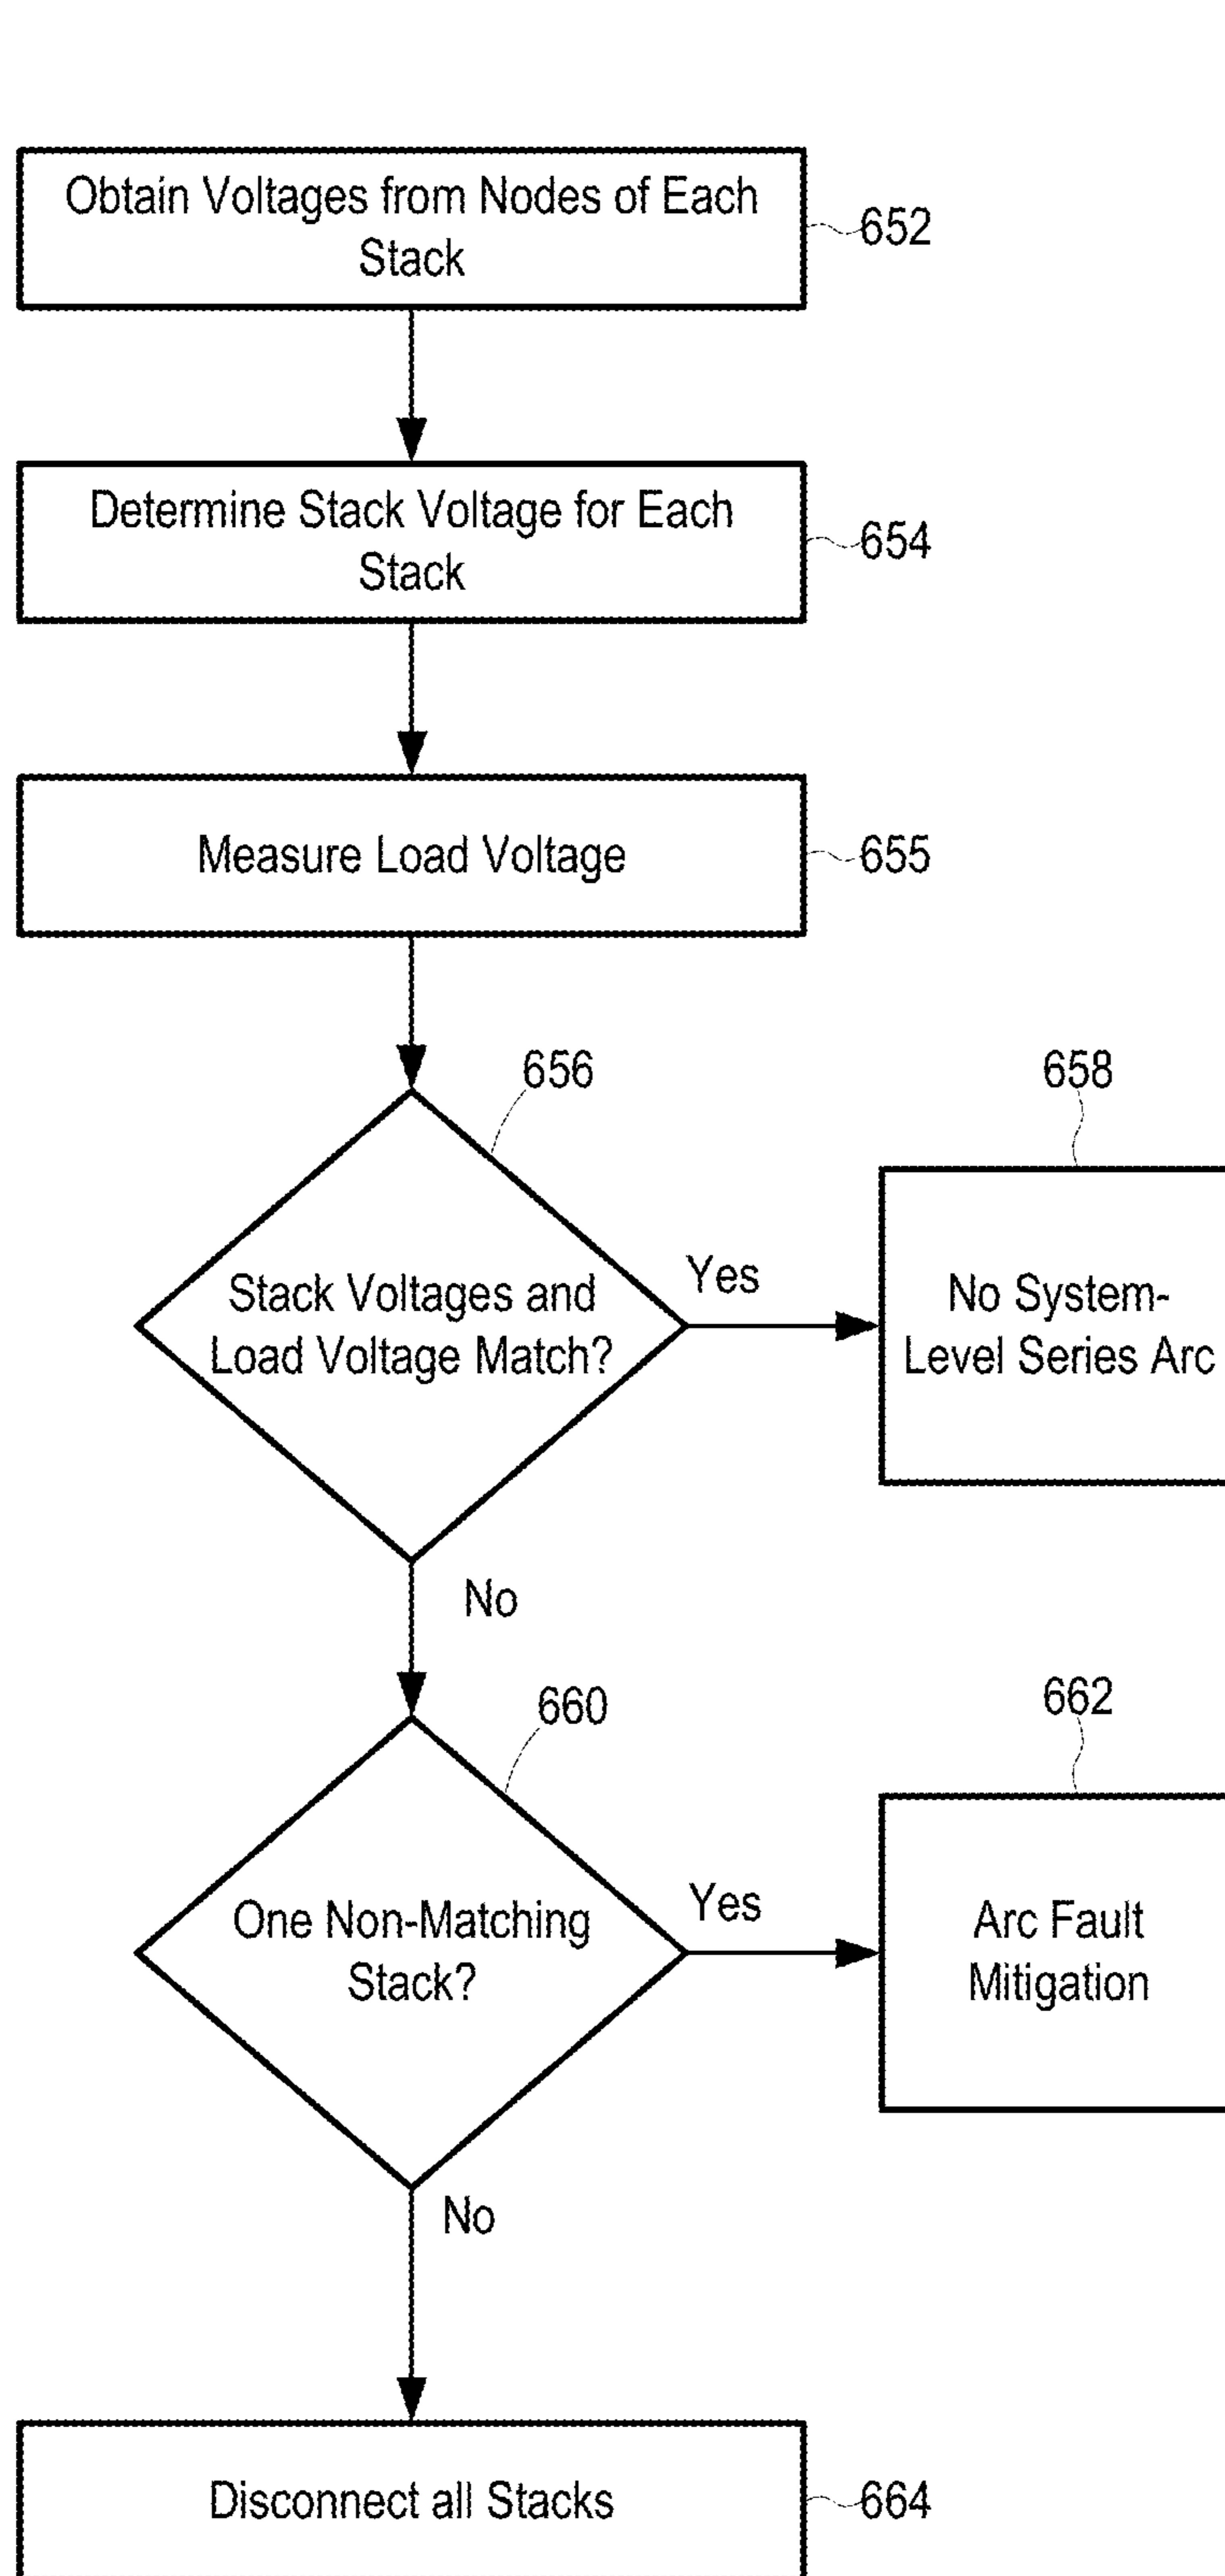 Obtain Voltages from Nodes of Each
Stack
652
Determine Stack Voltage for Each
Stack
654
Measure Load Voltage
655
656
658
Stack Voltages and
Load Voltage Match?
Yes
No System-
Level Series Arc
No
660
662
One Non-Matching
Stack?
Yes
Arc Fault
Mitigation
No
Disconnect all Stacks
664